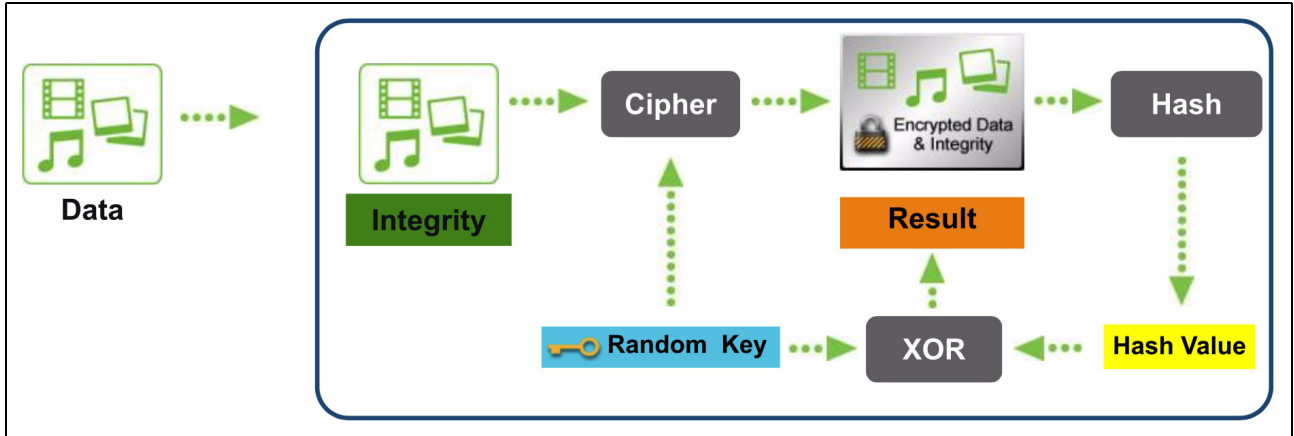 Data
Integrity
Cipher
Encrypted Data
& Integrity
Result
Hash
Random Key
XOR
Hash Value